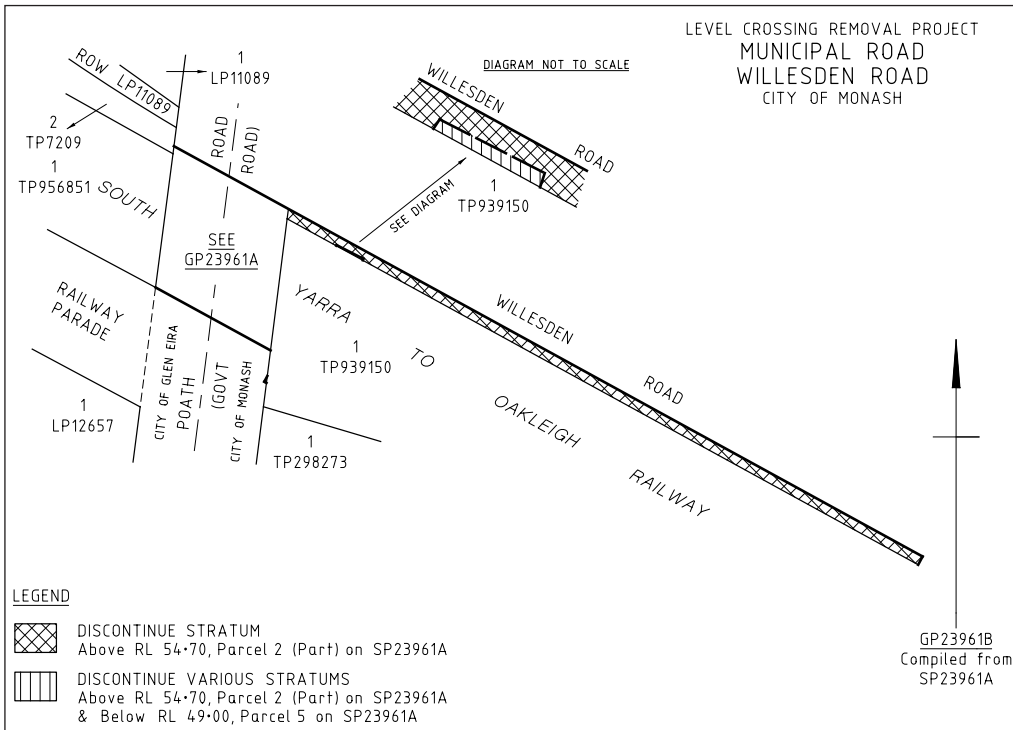 LEVEL CROSSING REMOVAL PROJECT
MUNICIPAL ROAD
WILLESDEN ROAD
CITY OF MONASH
DIAGRAM NOT TO SCALE
WILLESDEN
ROAD
1
TP939150
SEE DIAGRAM
ROW LP11089
1
LP11089
2
TP7209
1
TP956851
SOUTH
ROAD
ROAD)
SEE
GP23961A
YARRA
TO
OAKLEIGH
RAILWAY
WILLESDEN
ROAD
RAILWAY
PARADE
1
TP939150
1
LP12657
CITY OF GLEN EIRA
POATH
(GOVT
CITY OF MONASH
1
TP298273
LEGEND
DISCONTINUE STRATUM
Above RL 54·70, Parcel 2 (Part) on SP23961A
DISCONTINUE VARIOUS STRATUMS
Above RL 54·70, Parcel 2 (Part) on SP23961A
& Below RL 49·00, Parcel 5 on SP23961A
GP23961B
Compiled from
SP23961A